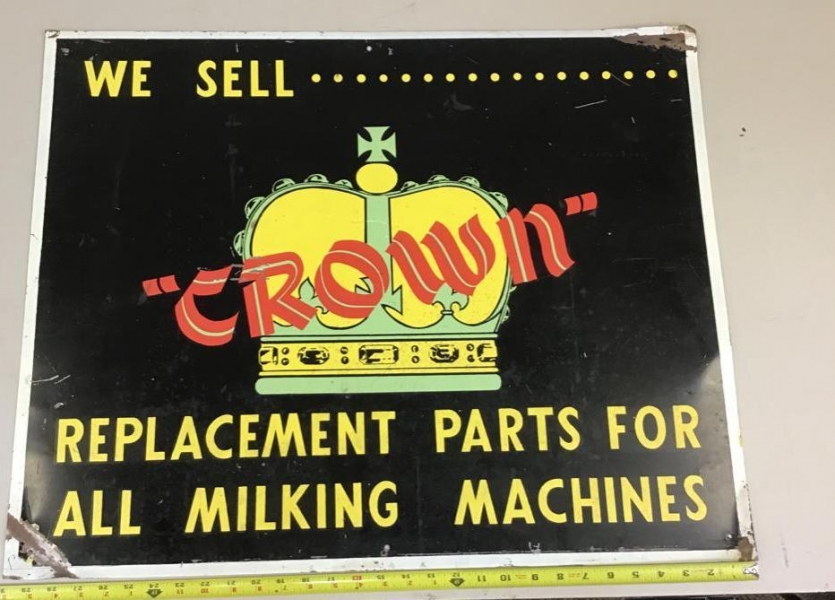 WE SELL ................
"CROWN"
REPLACEMENT PARTS FOR
ALL MILKING MACHINES